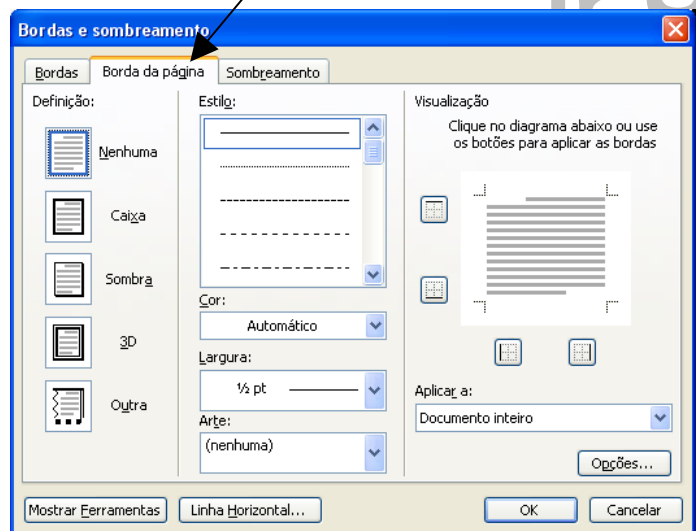 Bordas e sombreamento
Bordas
Borda da página
Sombreamento
Definição:
Nenhuma
Caixa
Sombra
3D
Outra
Estilo:
Cor:
Automático
Largura:
½ pt
Arte:
(nenhuma)
Visualização
Clique no diagrama abaixo ou use
os botões para aplicar as bordas
Aplicar a:
Documento inteiro
Opções...
Mostrar Ferramentas
Linha Horizontal...
OK
Cancelar